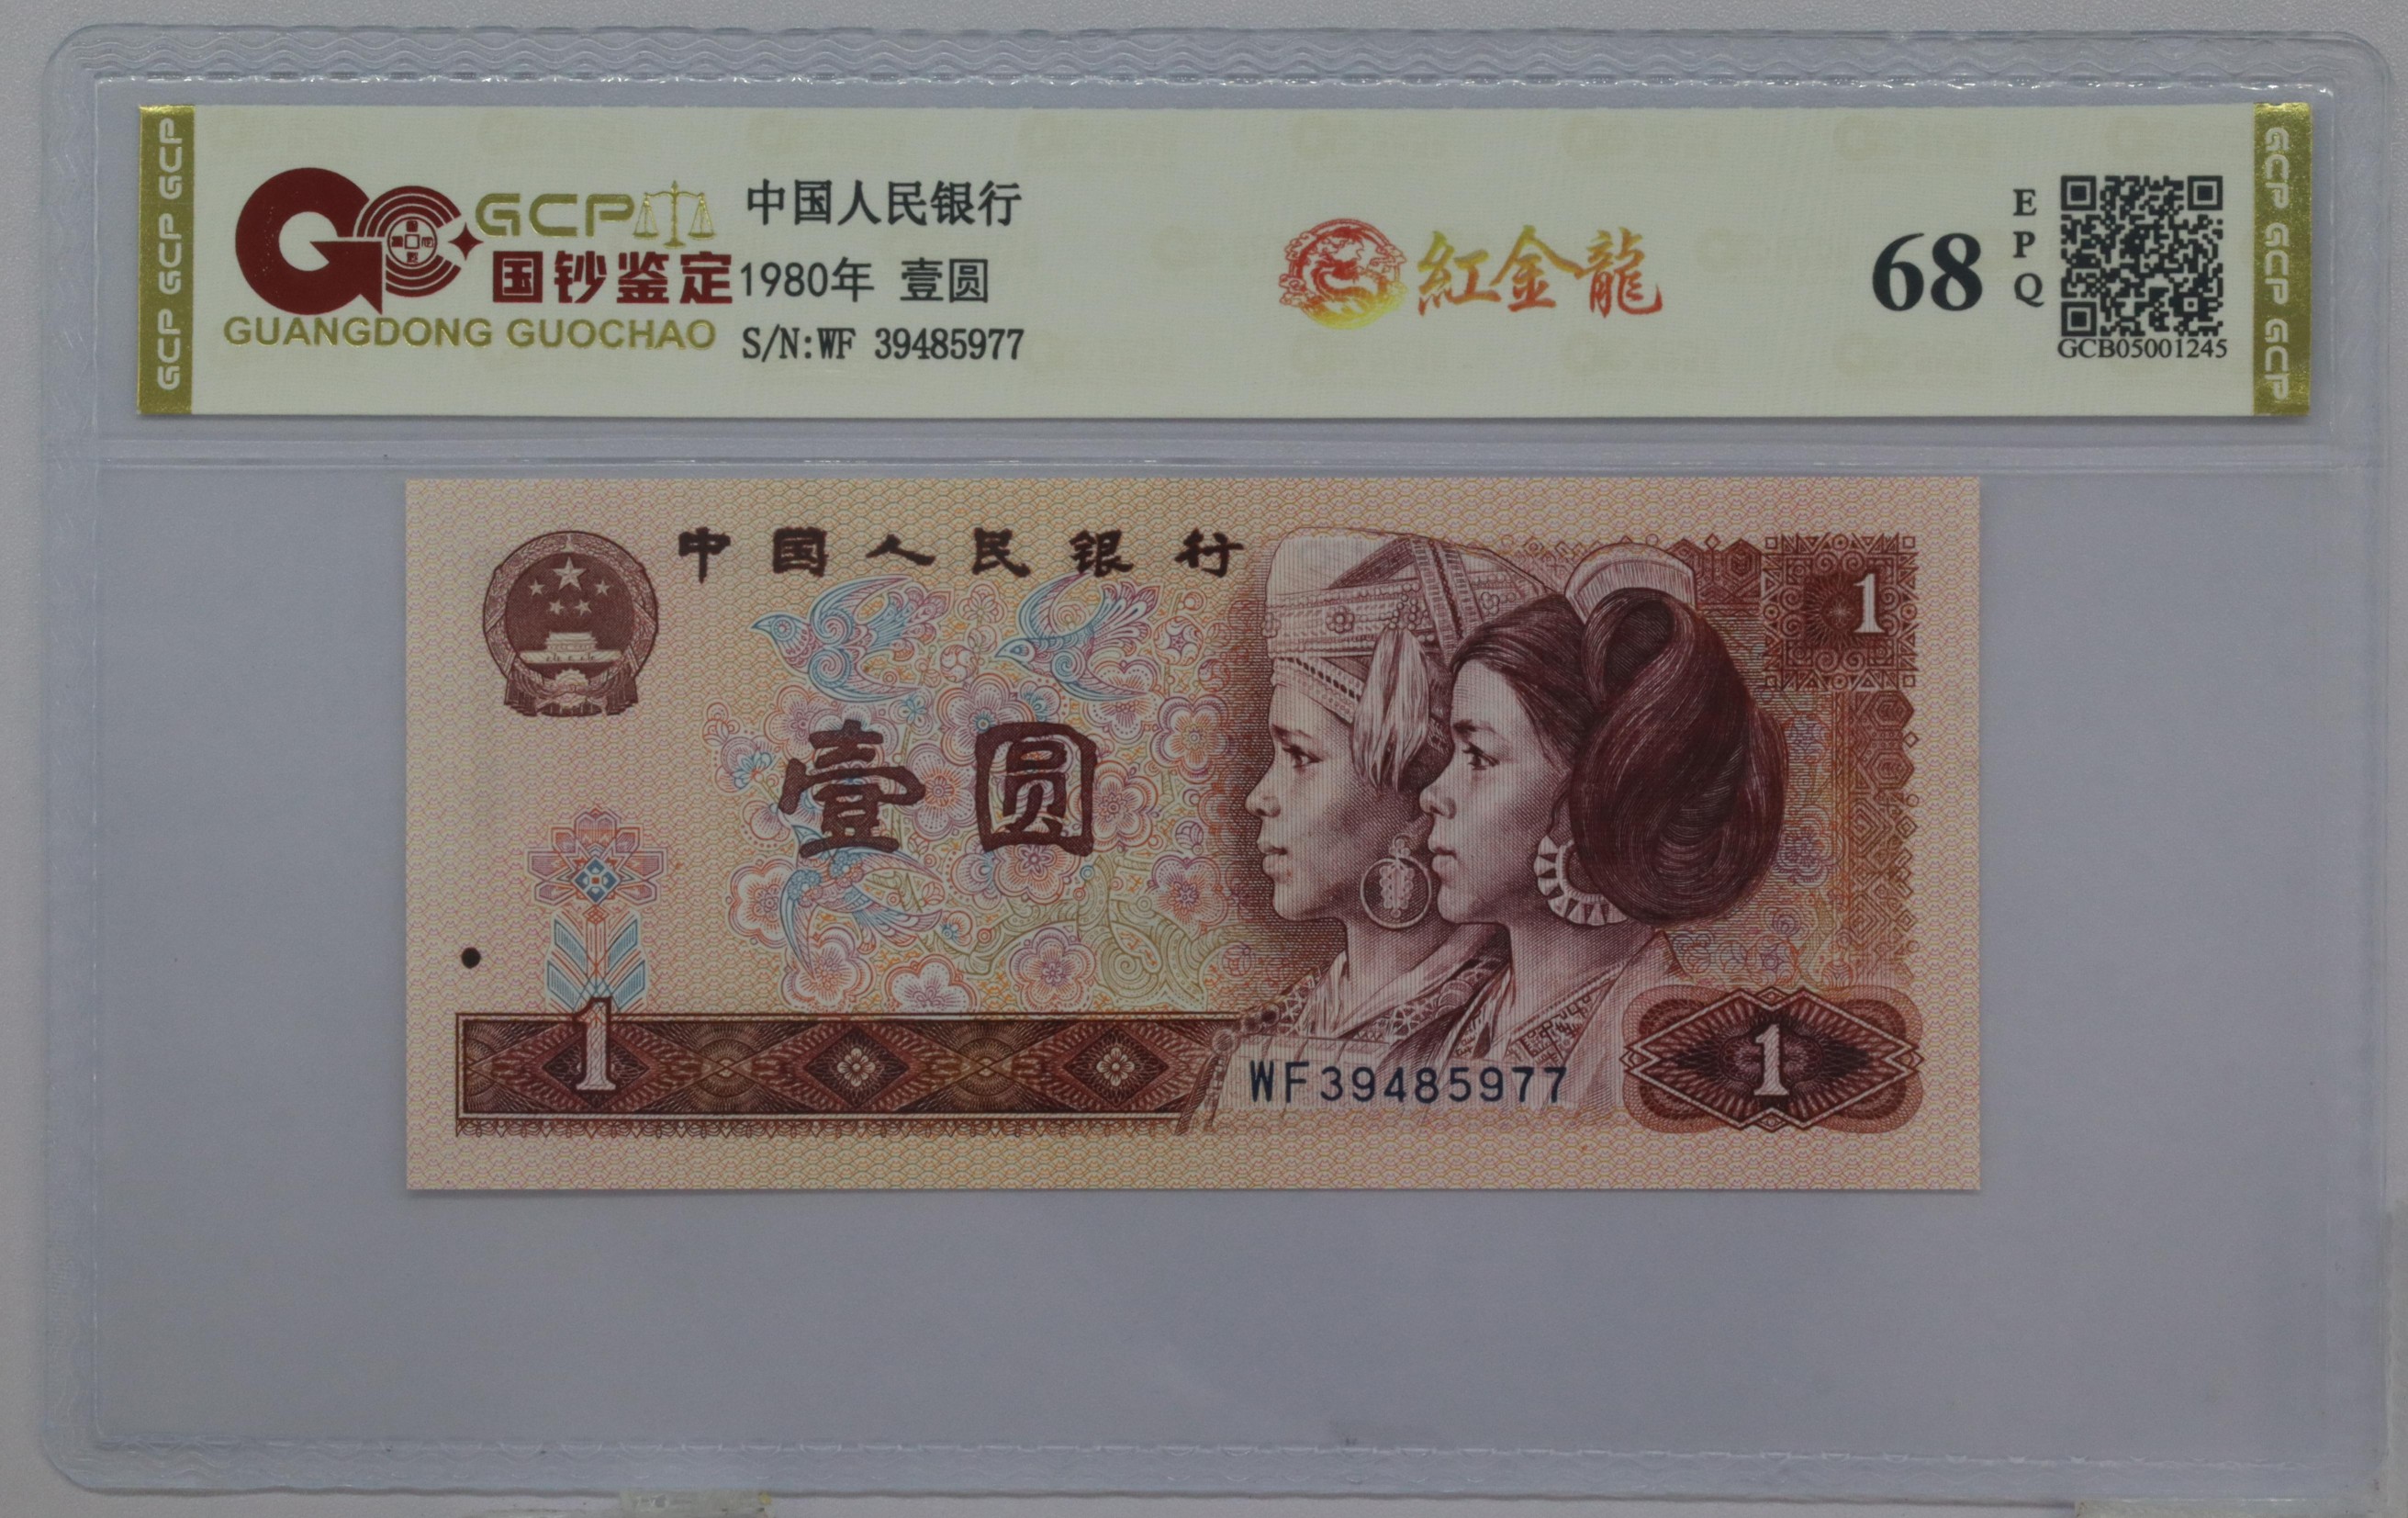 GCP GCP GCP
GCP
国钞鉴定
GUANGDONG GUOCHAO
中国人民银行
1980年 壹圆
S/N:WF 39485977
紅金龍
68
EPQ
GCB05001245
GCP GCP GCP
中国人民银行
1
壹圆
1
WF39485977
1